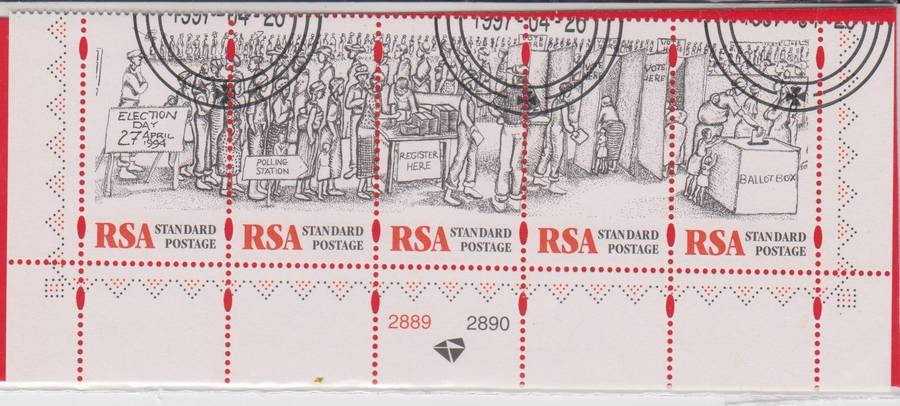 1997-04-26
1997-04-26
VOTE
HERE
VOTE
HERE
ELECTION
DAY
27 APRIL
1994
POLLING
STATION
REGISTER
HERE
BALLOT BOX
RSA STANDARD
POSTAGE
RSA STANDARD
POSTAGE
RSA STANDARD
POSTAGE
RSA STANDARD
POSTAGE
RSA STANDARD
POSTAGE
2889 2890